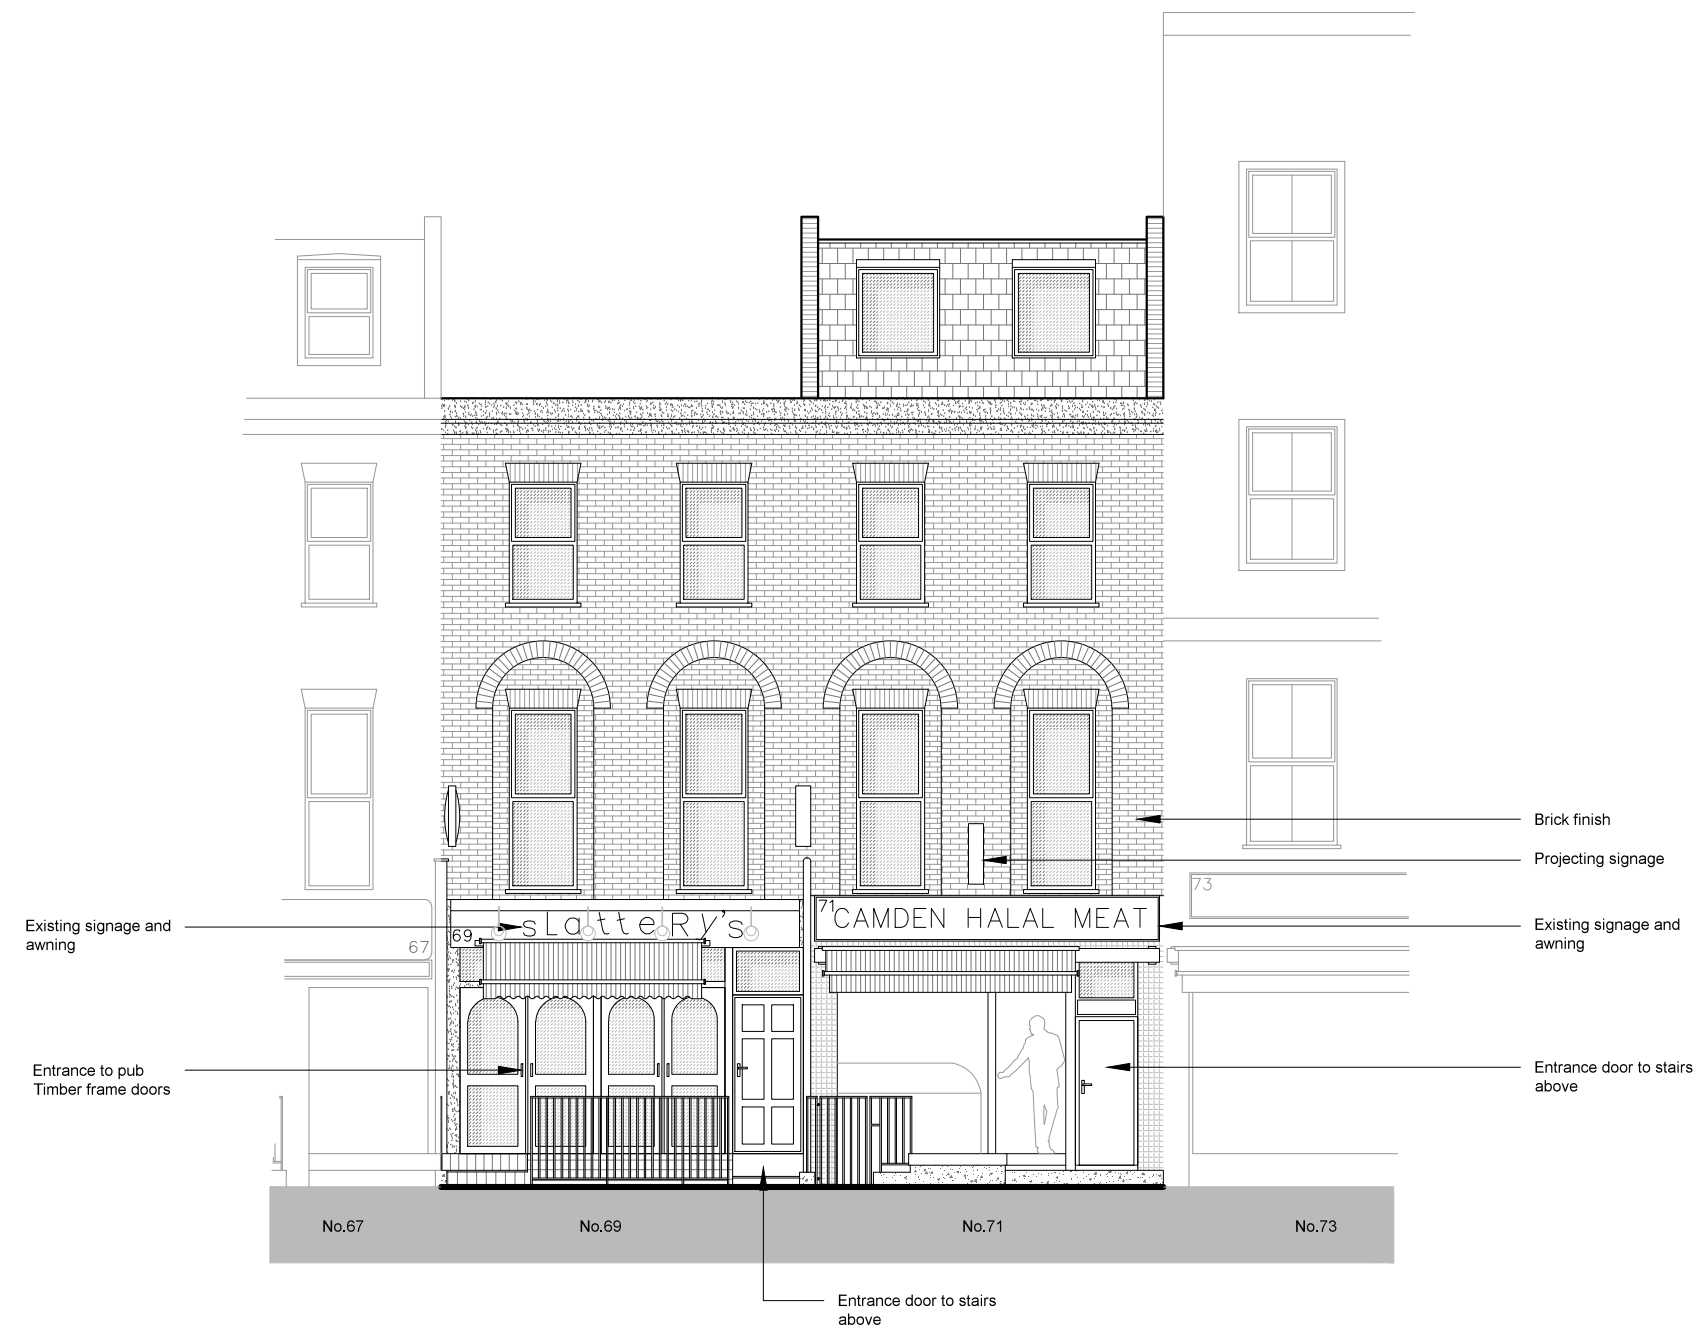 Brick finish
Projecting signage
73
71
CAMDEN HALAL MEAT
sLatteRy's
69
67
Existing signage and
awning
Existing signage and
awning
Entrance to pub
Timber frame doors
Entrance door to stairs
above
No.67
No.69
No.71
No.73
Entrance door to stairs
above